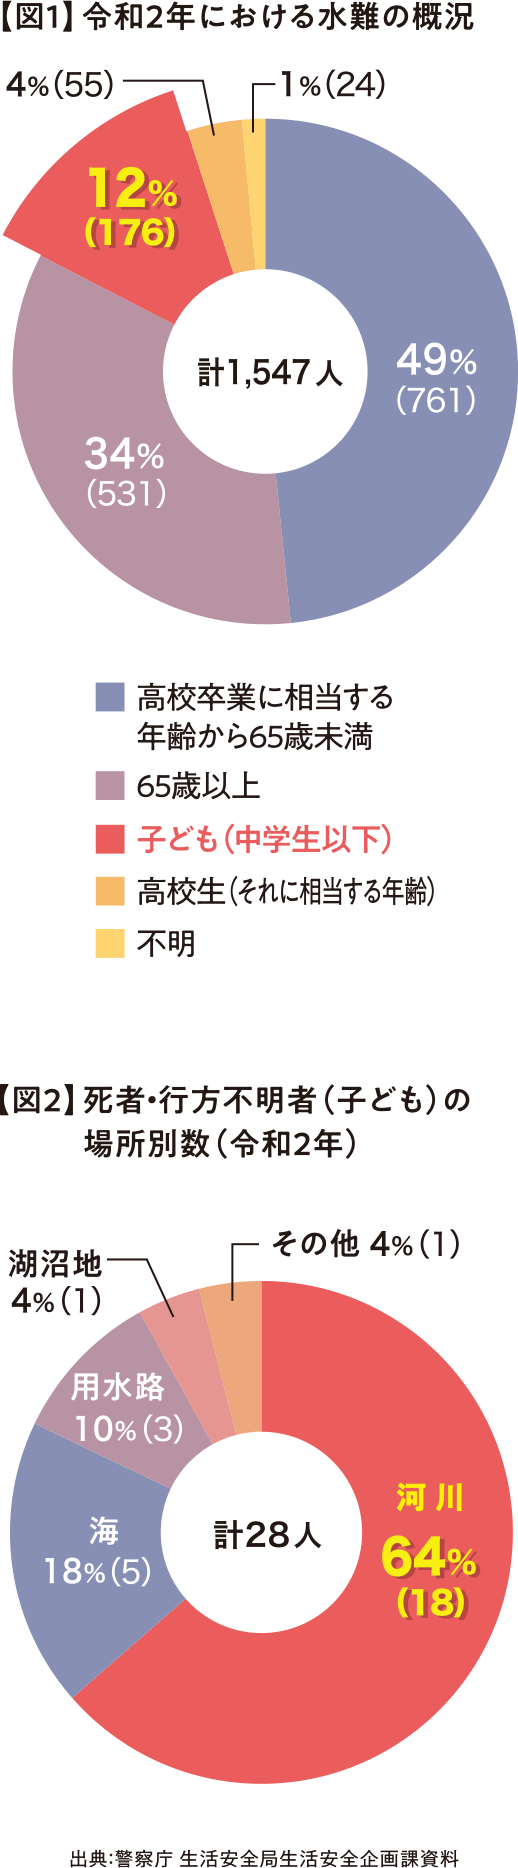 【図1】令和2年における水難の概況
4%(55)
1%(24)
12%
(176)
計1,547人
49%
(761)
34%
(531)
高校卒業に相当する
年齢から65歳未満
65歳以上
子ども(中学生以下)
高校生(それに相当する年齢)
不明
【図2】死者・行方不明者(子ども)の
場所別数(令和2年)
その他 4%(1)
湖沼地
4%(1)
用水路
10%(3)
河川
64%
(18)
海
18%(5)
計28人
出典:警察庁 生活安全局生活安全企画課資料